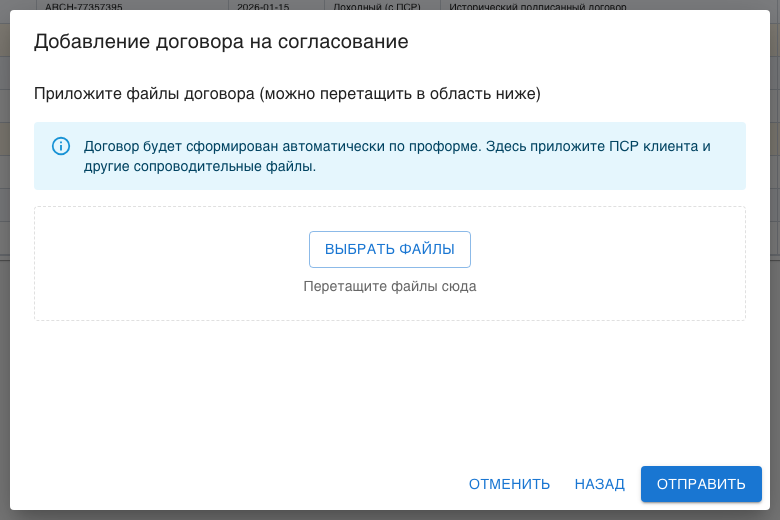 ARCH-77357395 2026-01-15 Доходный (с ПСР) Исторический подписанный договор
Добавление договора на согласование
Приложите файлы договора (можно перетащить в область ниже)
Договор будет сформирован автоматически по проформе. Здесь приложите ПСР клиента и
другие сопроводительные файлы.
ВЫБРАТЬ ФАЙЛЫ
Перетащите файлы сюда
ОТМЕНИТЬ НАЗАД ОТПРАВИТЬ